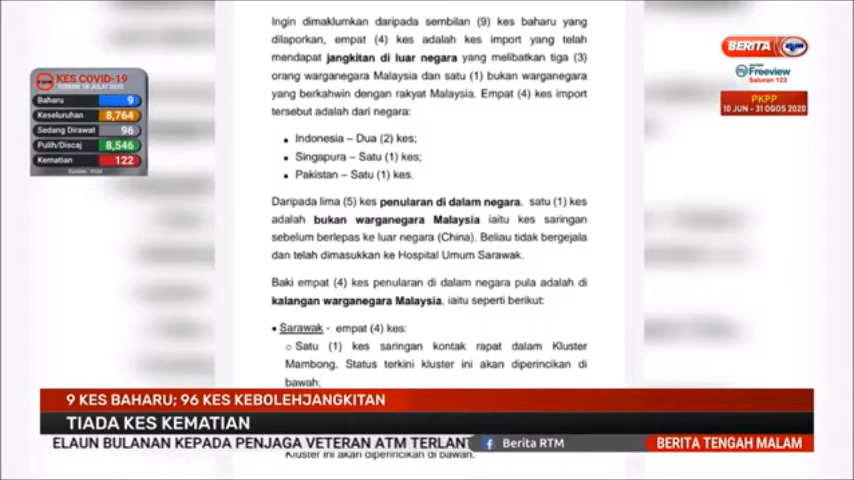 Ingin dimaklumkan daripada sembilan (9) kes baharu yang
dilaporkan, empat (4) kes adalah kes import yang telah
mendapat jangkitan di luar negara yang melibatkan tiga (3)
orang warganegara Malaysia dan satu (1) bukan warganegara
yang berkahwin dengan rakyat Malaysia. Empat (4) kes import
tersebut adalah dari negara:
• Indonesia – Dua (2) kes;
• Singapura – Satu (1) kes;
• Pakistan – Satu (1) kes.
Daripada lima (5) kes penularan di dalam negara, satu (1) kes
adalah bukan warganegara Malaysia iaitu kes saringan
sebelum berlepas ke luar negara (China). Beliau tidak bergejala
dan telah dimasukkan ke Hospital Umum Sarawak.
Baki empat (4) kes penularan di dalam negara pula adalah di
kalangan warganegara Malaysia, iaitu seperti berikut:
• Sarawak - empat (4) kes:
○ Satu (1) kes saringan kontak rapat dalam Kluster
Mambong. Status terkini kluster ini akan diperincikan di
bawah;
Kluster ini akan diperincikan di bawah.
KES COVID-19
TERKINI 18 JULAI 2020
Baharu 9
Keseluruhan 8,764
Sedang Dirawat 96
Pulih/Discaj 8,546
Kematian 122
Sumber : KKM
BERITA
Freeview
Saluran 123
PKPP
10 JUN - 31 OGOS 2020
9 KES BAHARU; 96 KES KEBOLEHJANGKITAN
TIADA KES KEMATIAN
ELAUN BULANAN KEPADA PENJAGA VETERAN ATM TERLANT
Berita RTM
BERITA TENGAH MALAM